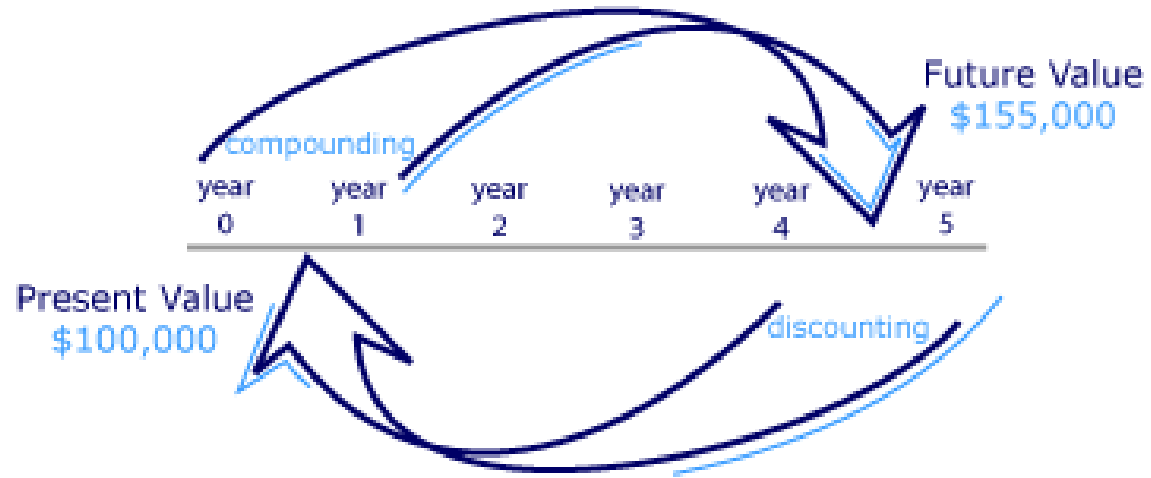 Future Value
$155,000
compounding
year year year year year year
0 1 2 3 4 5
Present Value
$100,000
discounting